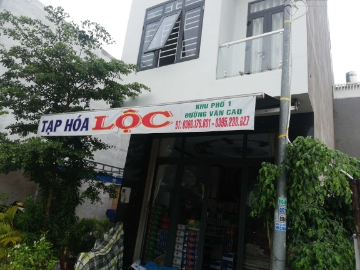 TẠP HÓA LỘC
KHU PHỐ 1
ĐƯỜNG VĂN CAO